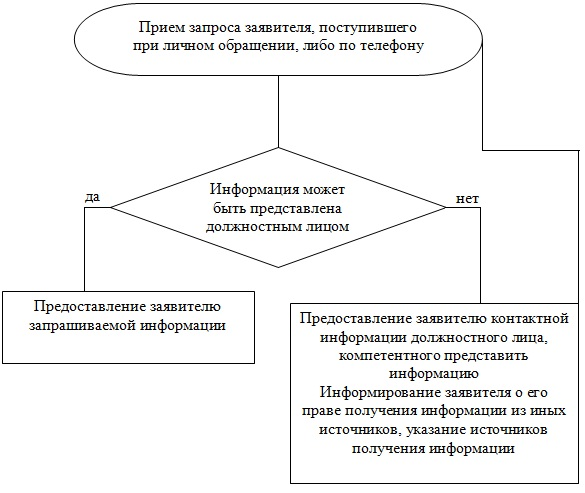 Прием запроса заявителя, поступившего
при личном обращении, либо по телефону
да
Информация может
быть представлена
должностным лицом
нет
Предоставление заявителю
запрашиваемой информации
Предоставление заявителю контактной
информации должностного лица,
компетентного представить
информацию
Информирование заявителя о его
праве получения информации из иных
источников, указание источников
получения информации